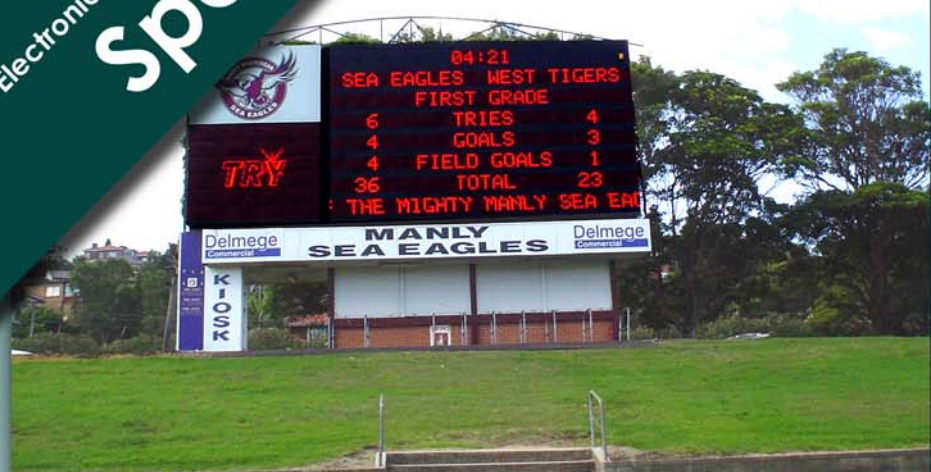 Electronic
Spo
SEA EAGLES
TRY
04:21
SEA EAGLES WEST TIGERS
FIRST GRADE
6 TRIES 4
4 GOALS 3
4 FIELD GOALS 1
36 TOTAL 23
: THE MIGHTY MANLY SEA EAG
Delmege
Commercial
MANLY
SEA EAGLES
Delmege
Commercial
KIOSK